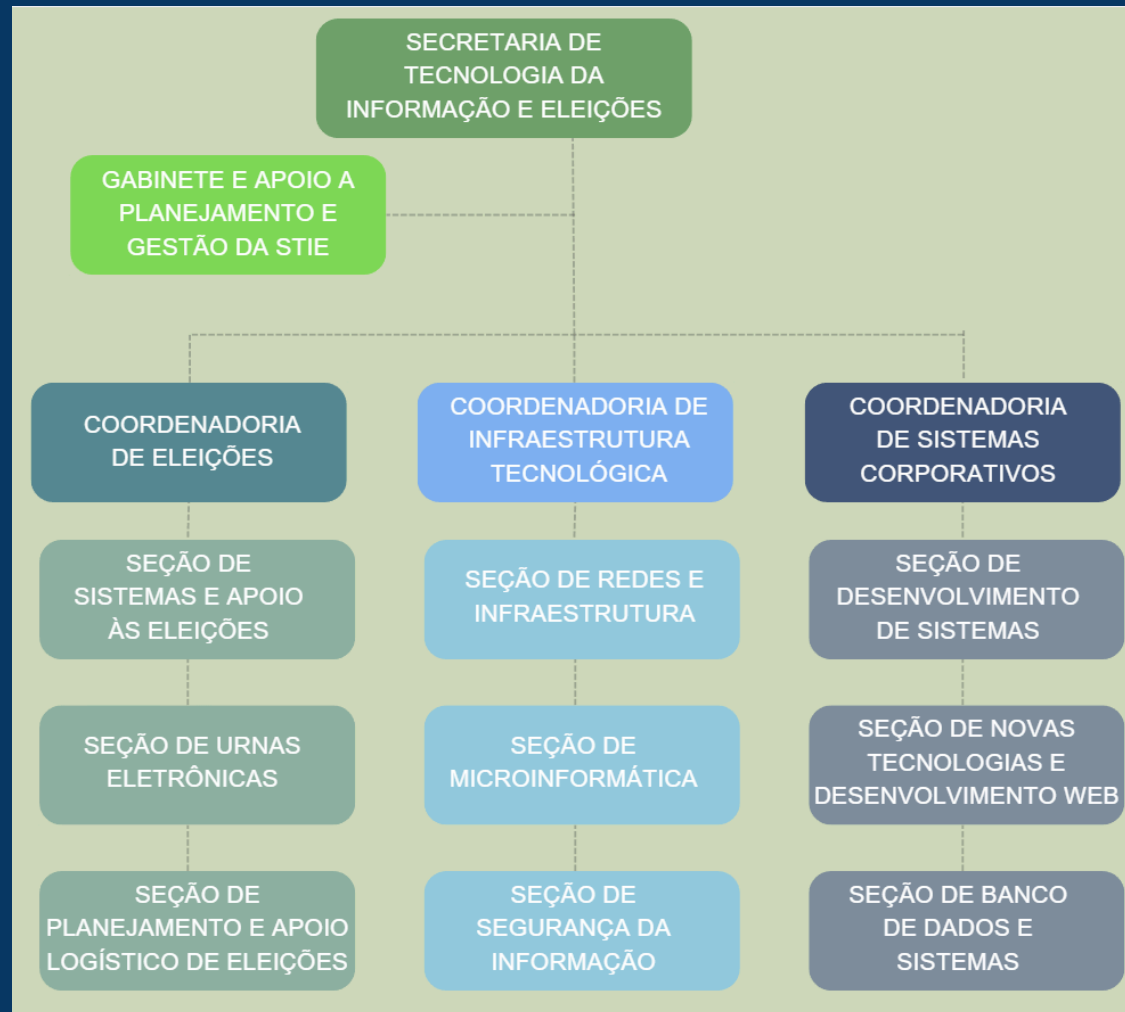 SECRETARIA DE
TECNOLOGIA DA
INFORMAÇÃO E ELEIÇÕES
GABINETE E APOIO A
PLANEJAMENTO E
GESTÃO DA STIE
COORDENADORIA
DE ELEIÇÕES
COORDENADORIA DE
INFRAESTRUTURA
TECNOLÓGICA
COORDENADORIA
DE SISTEMAS
CORPORATIVOS
SEÇÃO DE
SISTEMAS E APOIO
ÀS ELEIÇÕES
SEÇÃO DE REDES E
INFRAESTRUTURA
SEÇÃO DE
DESENVOLVIMENTO
DE SISTEMAS
SEÇÃO DE URNAS
ELETRÔNICAS
SEÇÃO DE
MICROINFORMÁTICA
SEÇÃO DE NOVAS
TECNOLOGIAS E
DESENVOLVIMENTO WEB
SEÇÃO DE
PLANEJAMENTO E APOIO
LOGÍSTICO DE ELEIÇÕES
SEÇÃO DE
SEGURANÇA DA
INFORMAÇÃO
SEÇÃO DE BANCO
DE DADOS E
SISTEMAS